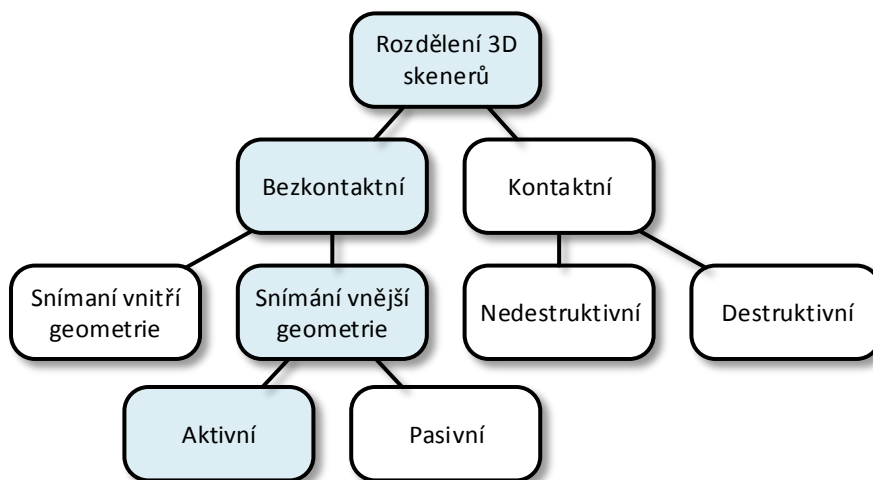 Rozdělení 3D
skenerů
Bezkontaktní
Kontaktní
Snímaní vnitří
geometrie
Snímání vnější
geometrie
Nedestruktivní
Destruktivní
Aktivní
Pasivní